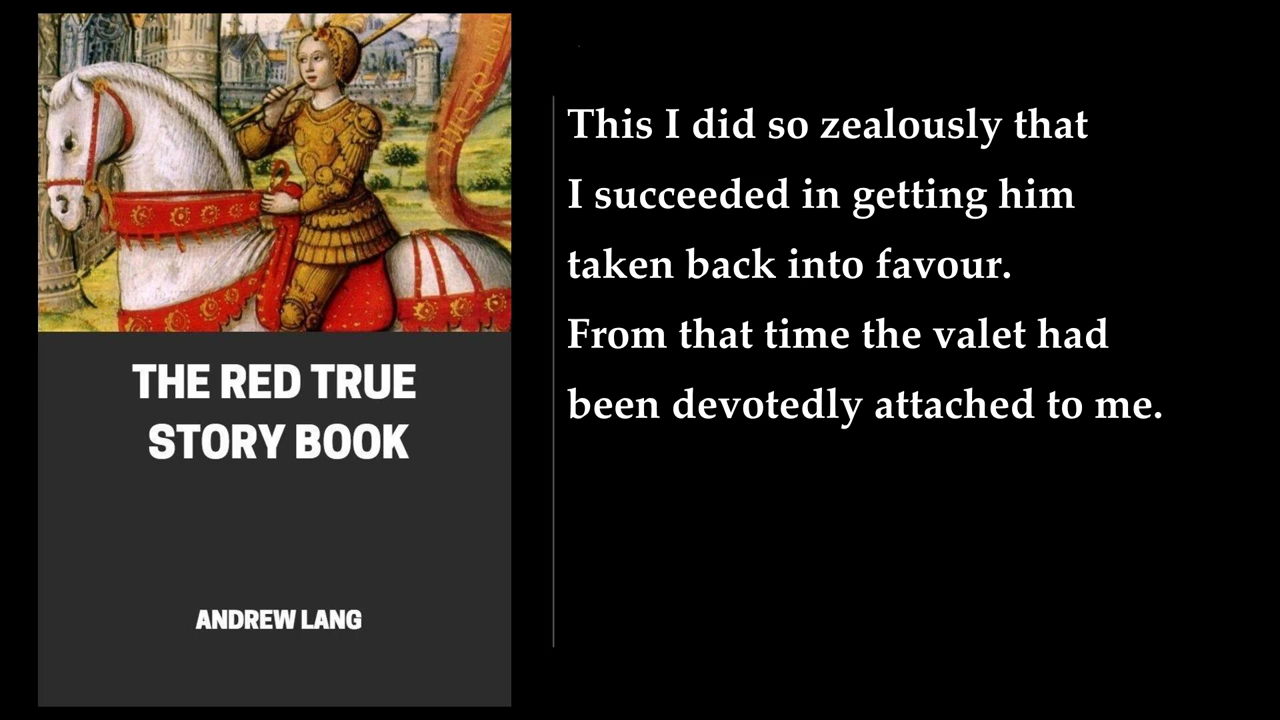 THE RED TRUE
STORY BOOK
ANDREW LANG
This I did so zealously that
I succeeded in getting him
taken back into favour.
From that time the valet had
been devotedly attached to me.